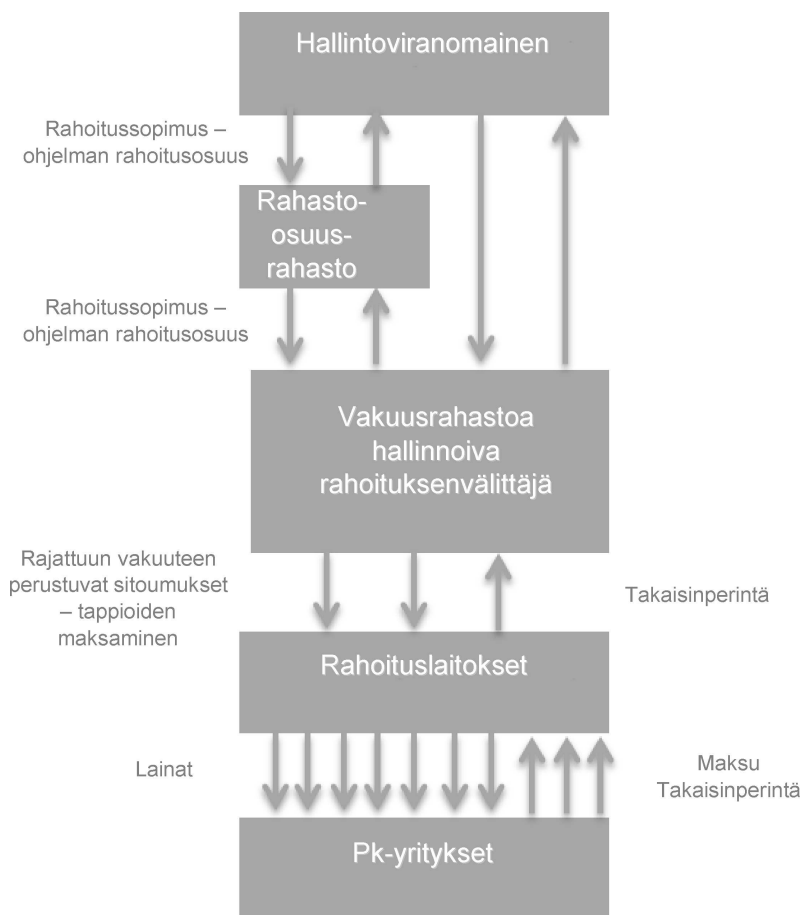 Hallintoviranomainen
Rahoitussopimus –
ohjelman rahoitusosuus
Rahasto-
osuus-
rahasto
Rahoitussopimus –
ohjelman rahoitusosuus
Vakuusrahastoa
hallinnoiva
rahoituksenvälittäjä
Rajattuun vakuuteen
perustuvat sitoumukset
– tappioiden
maksaminen
Takaisinperintä
Rahoituslaitokset
Lainat
Maksu
Takaisinperintä
Pk-yritykset